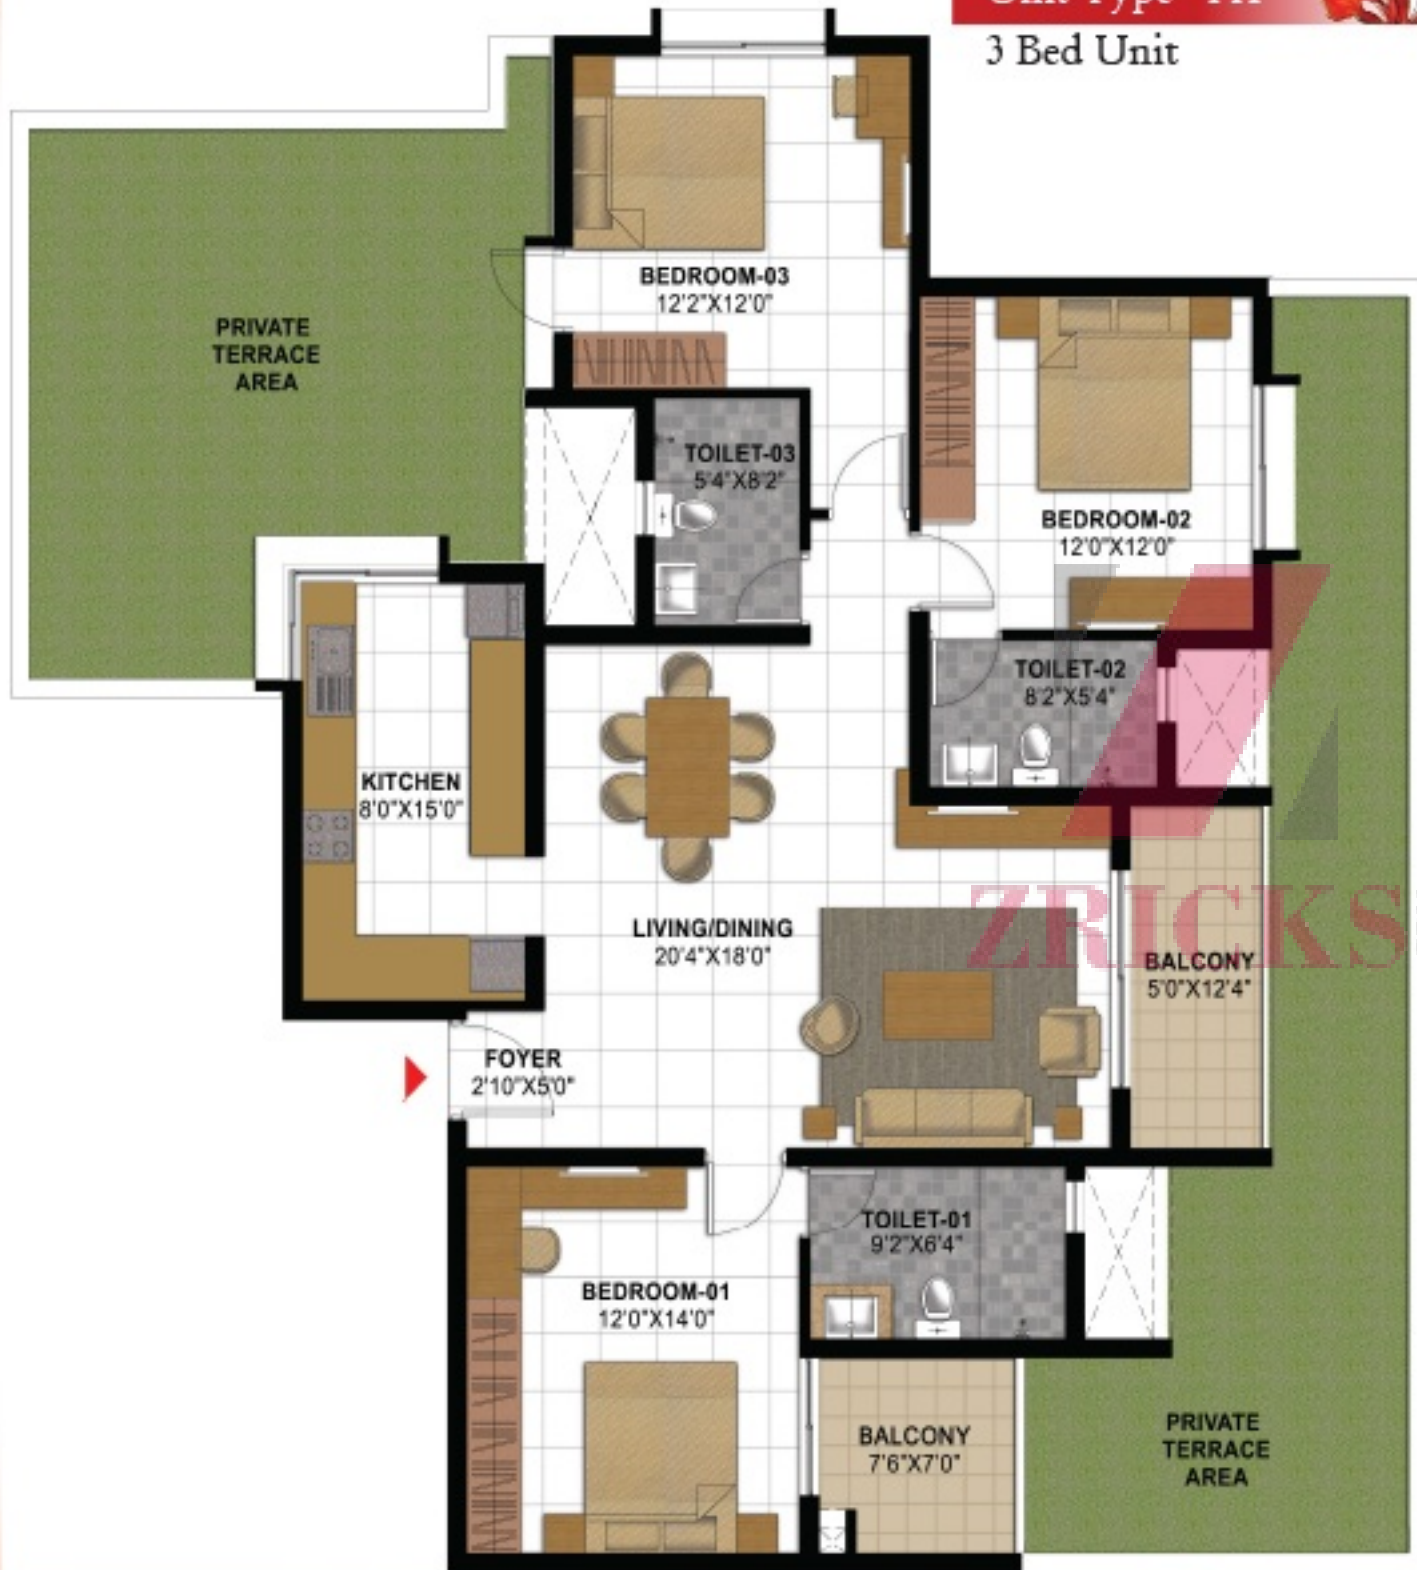 3 Bed Unit
BEDROOM-03
12'2"X12'0"
PRIVATE
TERRACE
AREA
TOILET-03
5'4"X8'2"
BEDROOM-02
12'0"X12'0"
TOILET-02
8'2"X5'4"
KITCHEN
8'0"X15'0"
LIVING/DINING
20'4"X18'0"
ZRICKS
BALCONY
5'0"X12'4"
FOYER
2'10"X5'0"
TOILET-01
9'2"X6'4"
BEDROOM-01
12'0"X14'0"
BALCONY
7'6"X7'0"
PRIVATE
TERRACE
AREA